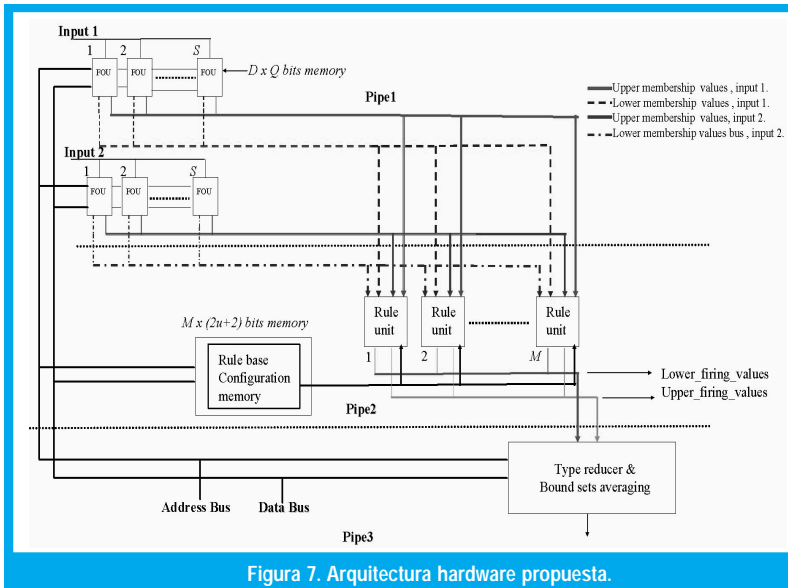 Input 1
1 2 S
FOU FOU FOU
D x Q bits memory
Pipe1
Upper membership values , input 1.
Lower membership values, input 1.
Upper membership values, input 2.
Lower membership values bus , input 2.
Input 2
1 2 S
FOU FOU FOU
M x (2u+2) bits memory
Rule base
Configuration
memory
Rule
unit
Rule
unit
Rule
unit
1 2 M
Lower_firing_values
Upper_firing_values
Pipe2
Type reducer &
Bound sets averaging
Address Bus
Data Bus
Pipe3
Figura 7. Arquitectura hardware propuesta.